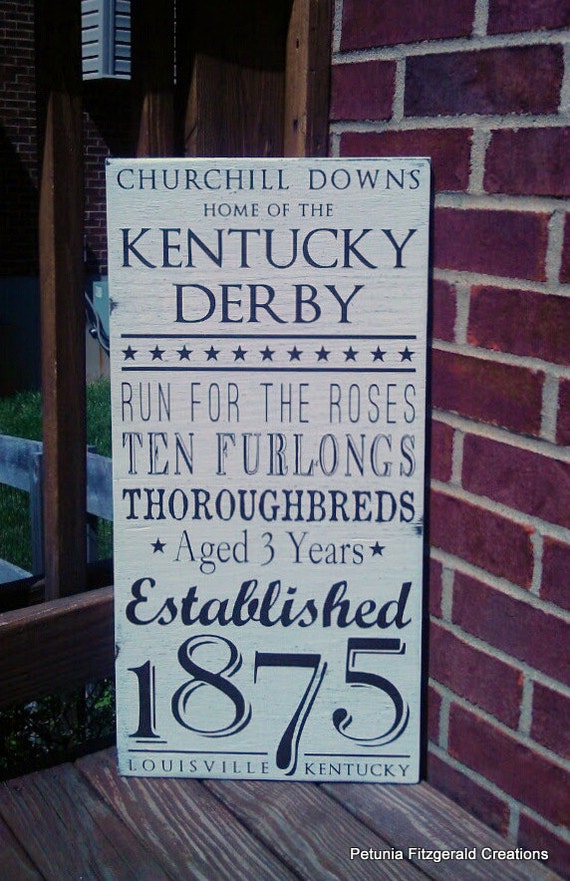 CHURCHILL DOWNS
HOME OF THE
KENTUCKY
DERBY
RUN FOR THE ROSES
TEN FURLONGS
THOROUGHBREDS
Aged 3 Years
Established
1875
LOUISVILLE KENTUCKY
Petunia Fitzgerald Creations